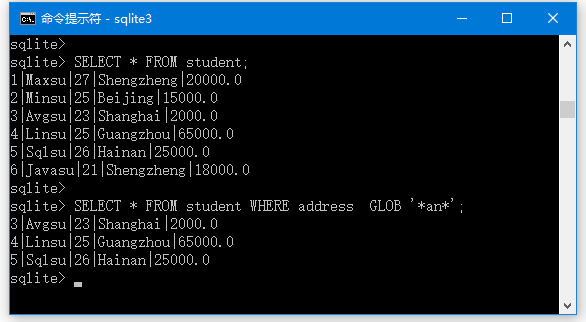 命令提示符 - sqlite3
sqlite>
sqlite> SELECT * FROM student;
1|Maxsu|27|Shengzheng|20000.0
2|Minsu|25|Beijing|15000.0
3|Avgsu|23|Shanghai|2000.0
4|Linsu|25|Guangzhou|65000.0
5|Sqlsu|26|Hainan|25000.0
6|Javasu|21|Shengzheng|18000.0
sqlite>
sqlite> SELECT * FROM student WHERE address  GLOB '*an*';
3|Avgsu|23|Shanghai|2000.0
4|Linsu|25|Guangzhou|65000.0
5|Sqlsu|26|Hainan|25000.0
sqlite>